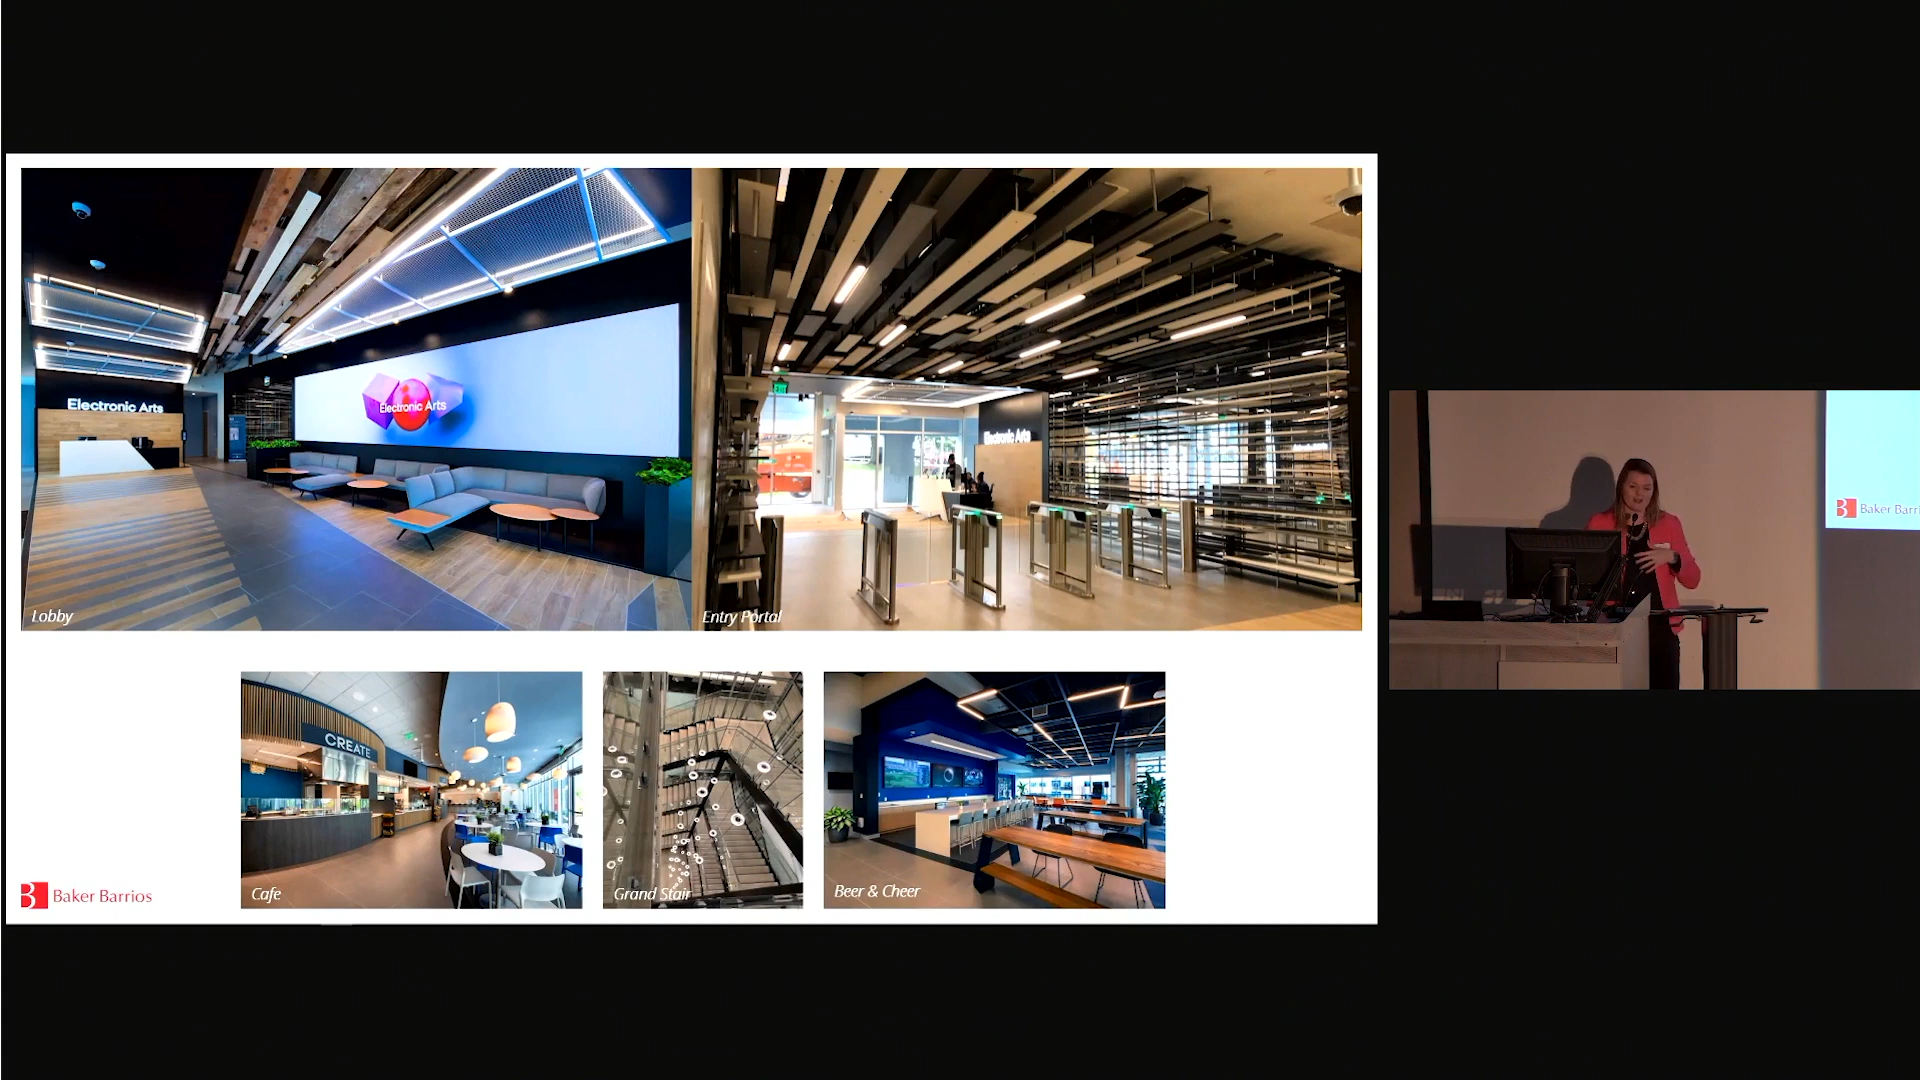 Electronic Arts
Electronic Arts
Electronic Arts
Lobby
Entry Portal
CREATE
Cafe
Grand Stair
Beer & Cheer
B Baker Barrios
B Baker Barri